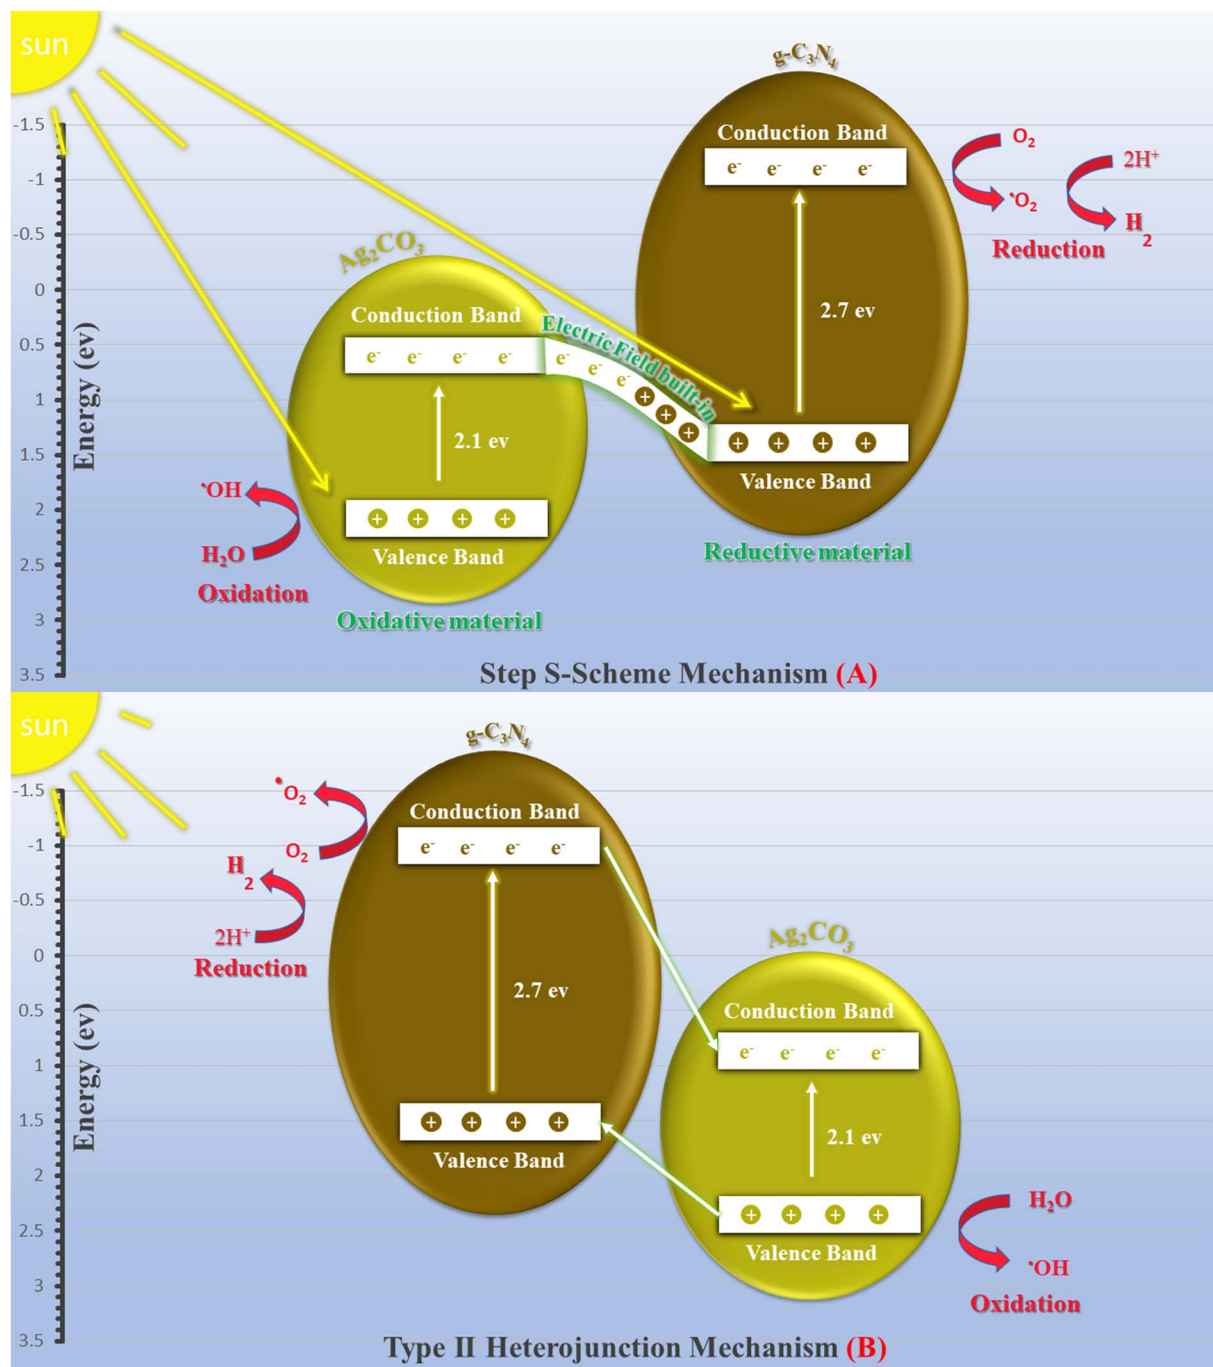 sun
g-C₃N₄
-1.5
Conduction Band
O₂
e⁻ e⁻ e⁻ e⁻
2H⁺
-1
•O₂
H₂
Reduction
-0.5
Ag₂CO₃
0
Conduction Band
2.7 ev
Electric Field built-in
0.5
e⁻ e⁻ e⁻ e⁻ e⁻ e⁻ e⁻
+ + +
Energy (ev)
1
2.1 ev
+ + + +
1.5
Valence Band
•OH
2
+ + + +
H₂O
Valence Band
Reductive material
2.5
Oxidation
Oxidative material
3
3.5
Step S-Scheme Mechanism (A)
sun
g-C₃N₄
-1.5
•O₂
Conduction Band
-1
O₂
e⁻ e⁻ e⁻ e⁻
H₂
-0.5
2H⁺
Ag₂CO₃
0
Reduction
2.7 ev
0.5
Conduction Band
Energy (ev)
1
e⁻ e⁻ e⁻ e⁻
1.5
+ + + +
2.1 ev
Valence Band
2
H₂O
+ + + +
2.5
Valence Band
•OH
3
Oxidation
3.5
Type II Heterojunction Mechanism (B)